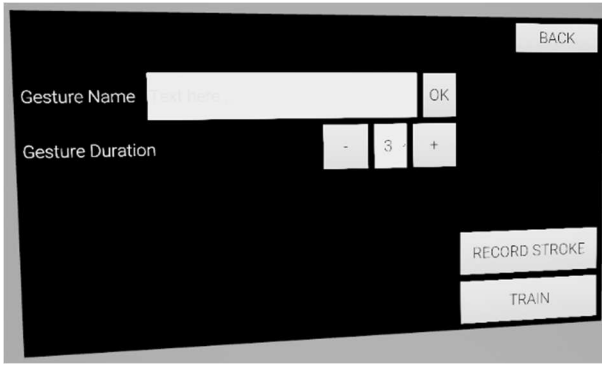 BACK
Gesture Name Text here... OK
Gesture Duration - 3 +
RECORD STROKE
TRAIN